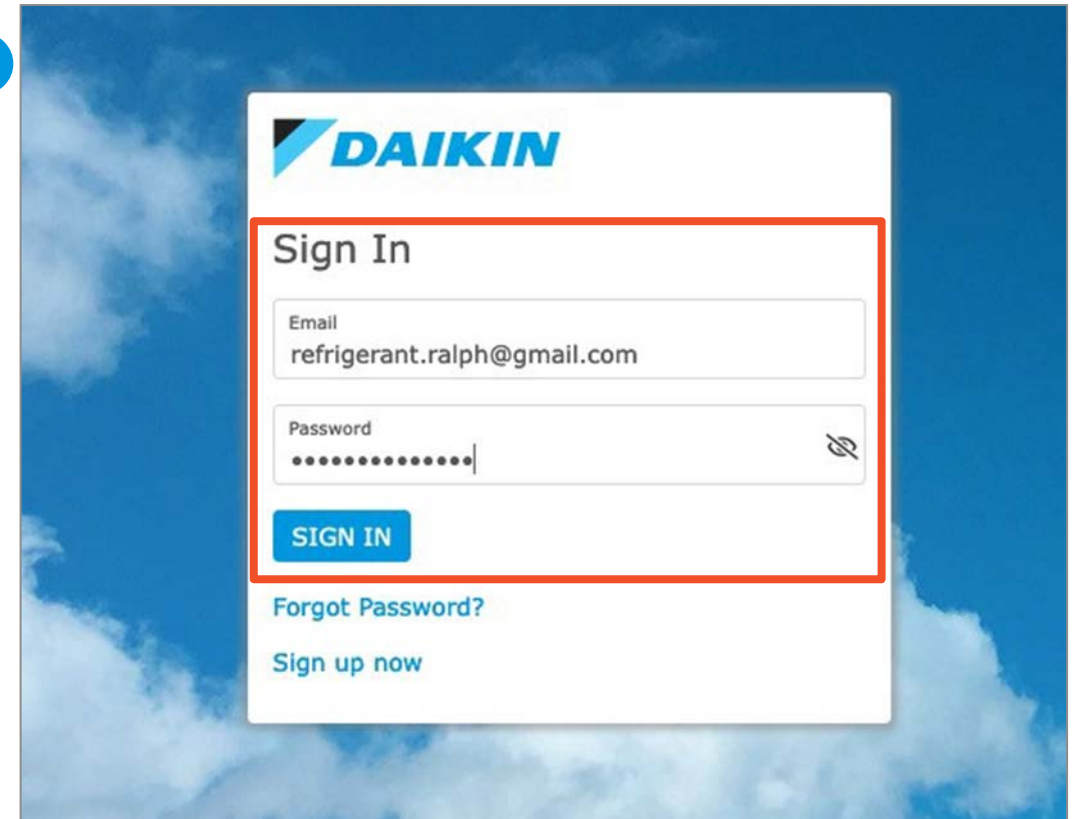 DAIKIN
Sign In
Email
refrigerant.ralph@gmail.com
Password
••••••••••••••
SIGN IN
Forgot Password?
Sign up now